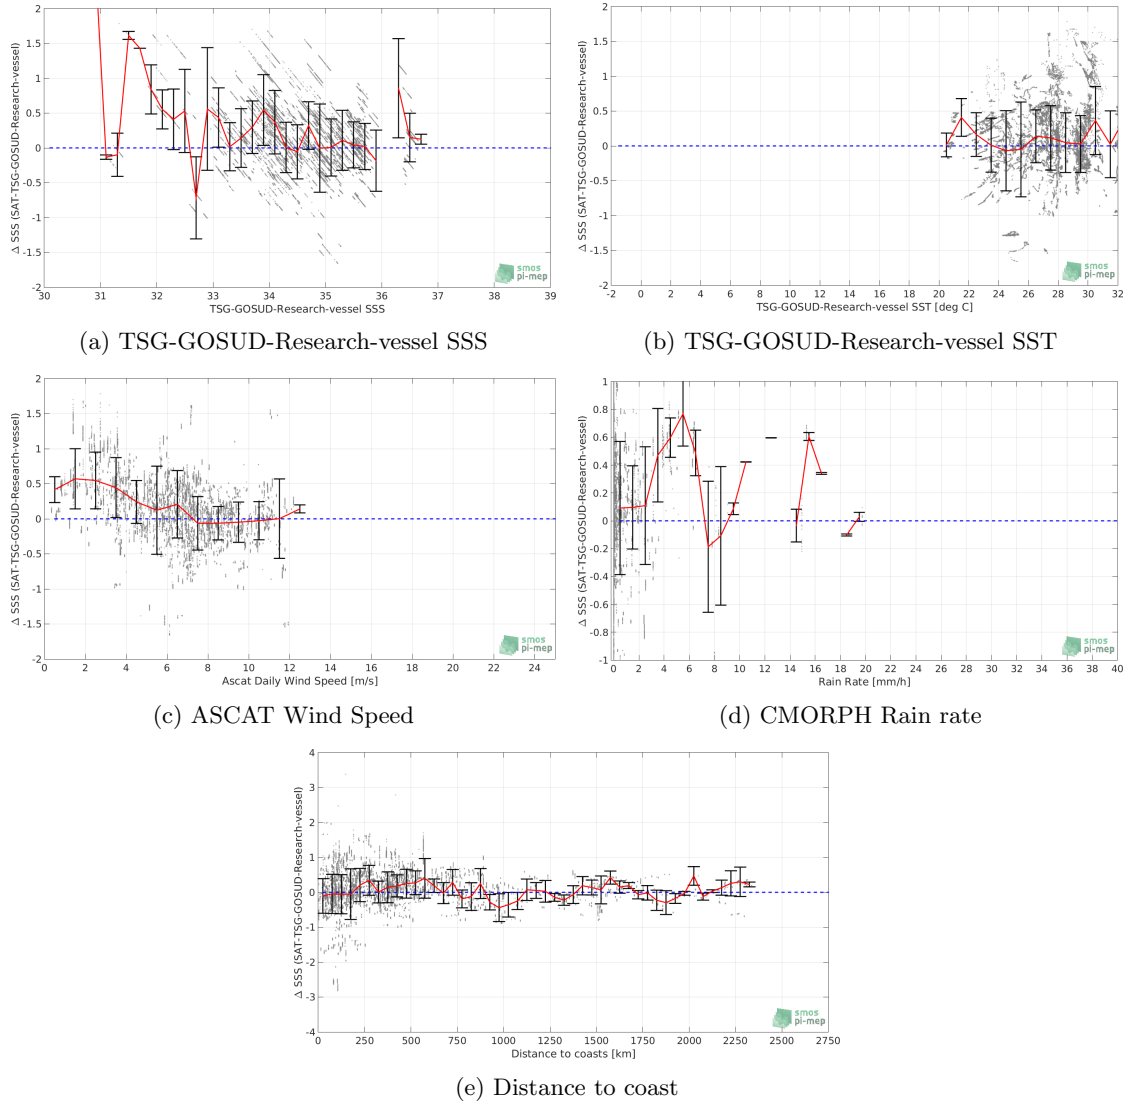 2
1.5
1
0.5
0
-0.5
-1
-1.5
-2
Δ SSS (SAT-TSG-GOSUD-Research-vessel)
30 31 32 33 34 35 36 37 38 39
TSG-GOSUD-Research-vessel SSS
smos
pi-mep
(a) TSG-GOSUD-Research-vessel SSS
2
1.5
1
0.5
0
-0.5
-1
-1.5
-2
Δ SSS (SAT-TSG-GOSUD-Research-vessel)
-2 0 2 4 6 8 10 12 14 16 18 20 22 24 26 28 30 32
TSG-GOSUD-Research-vessel SST [deg C]
smos
pi-mep
(b) TSG-GOSUD-Research-vessel SST
2
1.5
1
0.5
0
-0.5
-1
-1.5
-2
Δ SSS (SAT-TSG-GOSUD-Research-vessel)
0 2 4 6 8 10 12 14 16 18 20 22 24
Ascat Daily Wind Speed [m/s]
smos
pi-mep
(c) ASCAT Wind Speed
1
0.8
0.6
0.4
0.2
0
-0.2
-0.4
-0.6
-0.8
-1
Δ SSS (SAT-TSG-GOSUD-Research-vessel)
0 2 4 6 8 10 12 14 16 18 20 22 24 26 28 30 32 34 36 38 40
Rain Rate [mm/h]
smos
pi-mep
(d) CMORPH Rain rate
4
3
2
1
0
-1
-2
-3
-4
Δ SSS (SAT-TSG-GOSUD-Research-vessel)
0 250 500 750 1000 1250 1500 1750 2000 2250 2500 2750
Distance to coasts [km]
smos
pi-mep
(e) Distance to coast